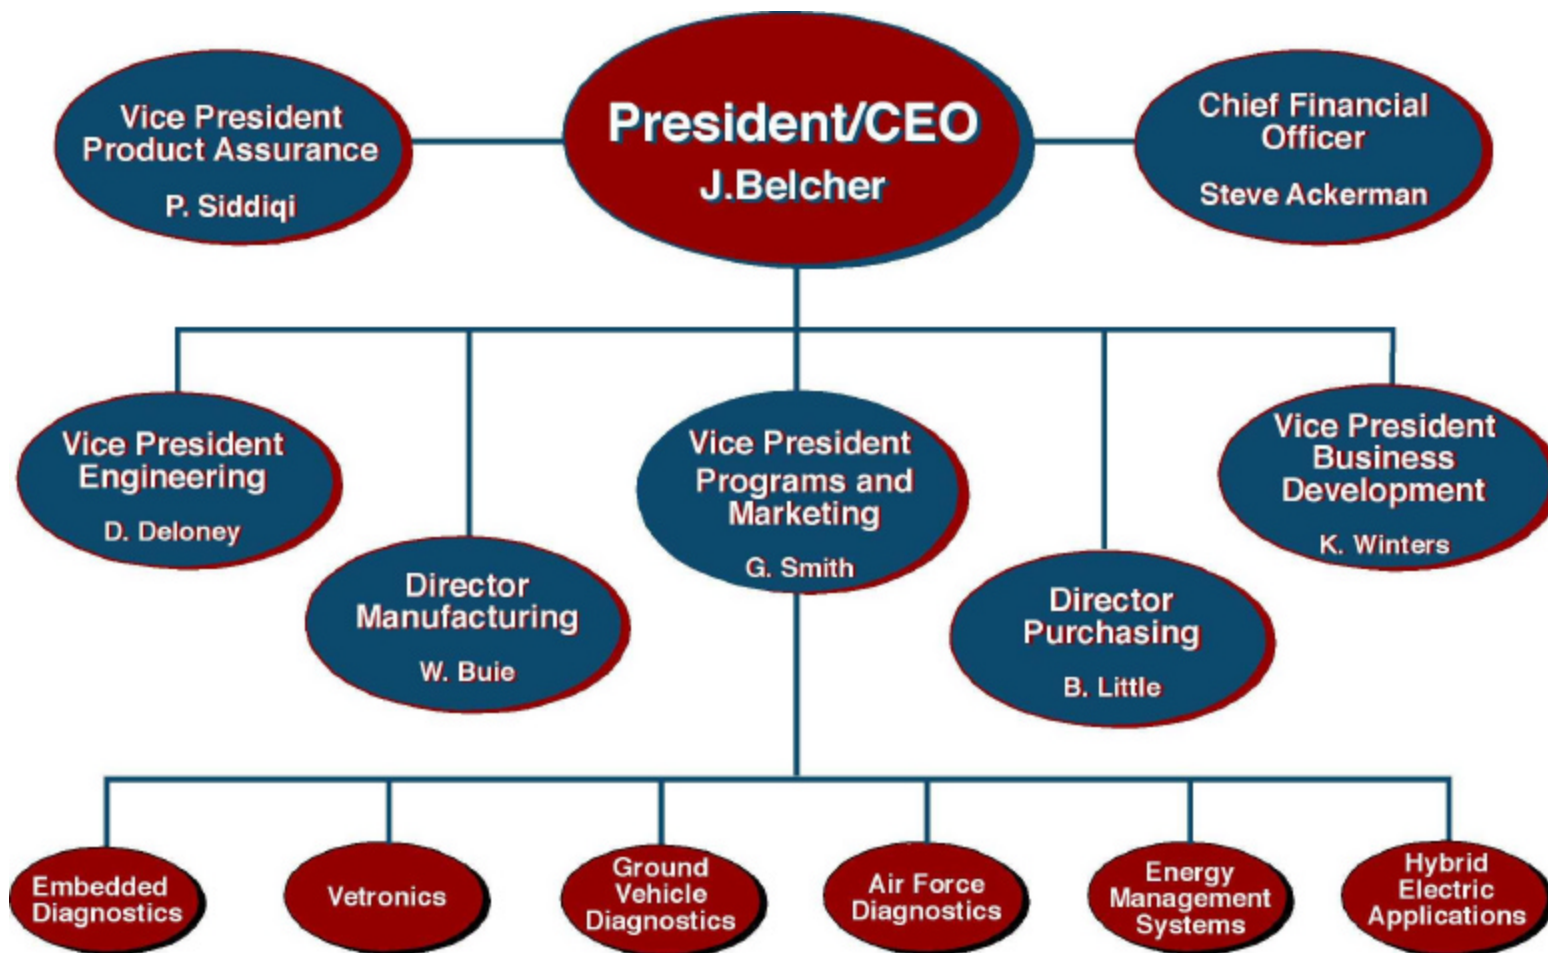 Vice President
Product Assurance
P. Siddiqi
President/CEO
J.Belcher
Chief Financial
Officer
Steve Ackerman
Vice President
Engineering
D. Deloney
Director
Manufacturing
W. Buie
Vice President
Programs and
Marketing
G. Smith
Director
Purchasing
B. Little
Vice President
Business
Development
K. Winters
Embedded
Diagnostics
Vetronics
Ground
Vehicle
Diagnostics
Air Force
Diagnostics
Energy
Management
Systems
Hybrid
Electric
Applications